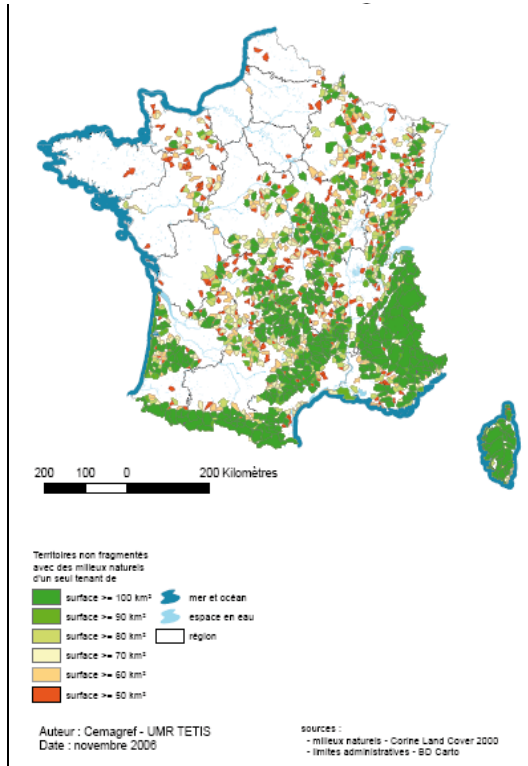 200 100 0 200 Kilomètres
Territoires non fragmentés
avec des milieux naturels
d'un seul tenant de
surface >= 100 km²
surface >= 90 km²
surface >= 80 km²
surface >= 70 km²
surface >= 60 km²
surface >= 50 km²
mer et océan
espace en eau
région
Auteur : Cemagref - UMR TETIS
Date : novembre 2006
sources :
- milieux naturels - Corine Land Cover 2000
- limites administratives - BD Carto